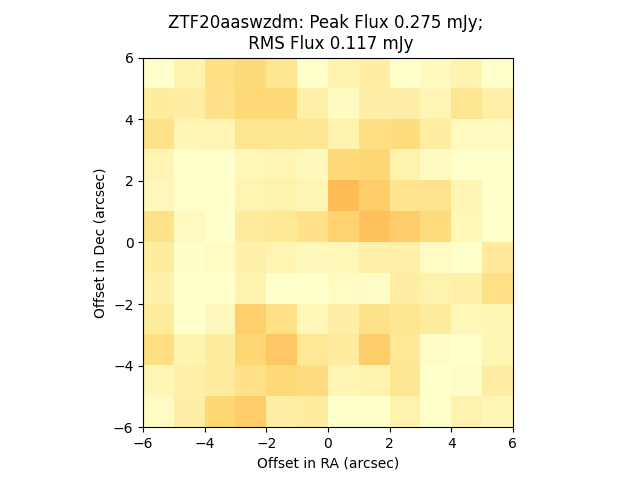 ZTF20aaswzdm: Peak Flux 0.275 mJy;
RMS Flux 0.117 mJy
6
4
2
0
−2
−4
−6
Offset in Dec (arcsec)
−6 −4 −2 0 2 4 6
Offset in RA (arcsec)